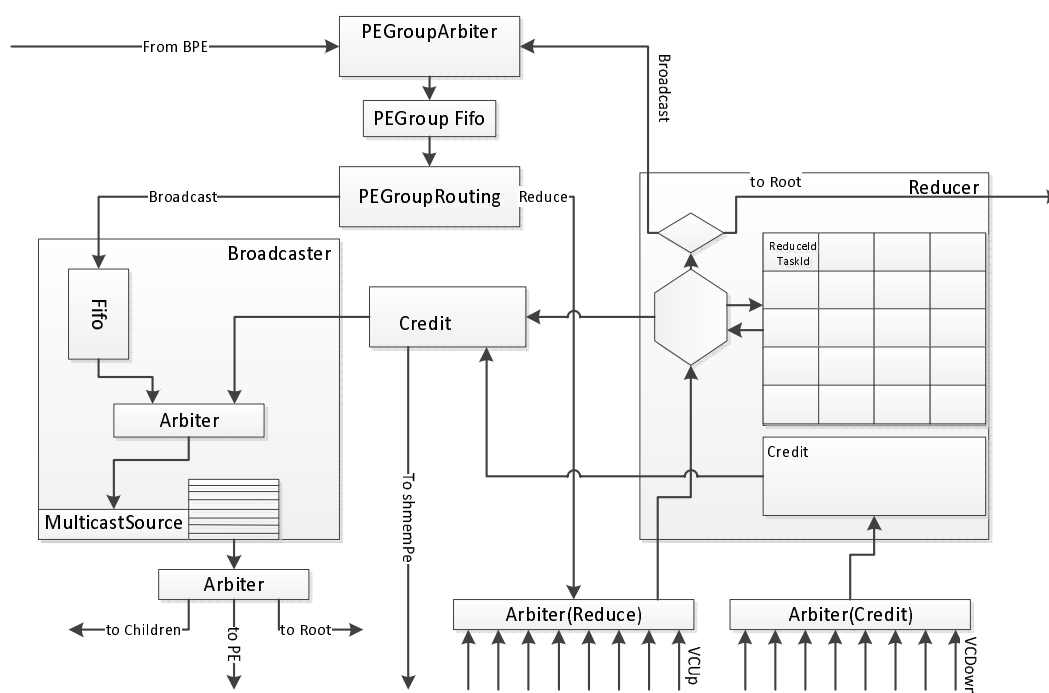 PEGroupArbiter
From BPE
Broadcast
PEGroup Fifo
to Root
Reducer
Broadcast
PEGroupRouting
Reduce
Broadcaster
ReduceId
TaskId
Fifo
Credit
Arbiter
Credit
To shmemPe
MulticastSource
Arbiter
Arbiter(Reduce)
Arbiter(Credit)
to Children
to PE
to Root
VCUp
VCDown